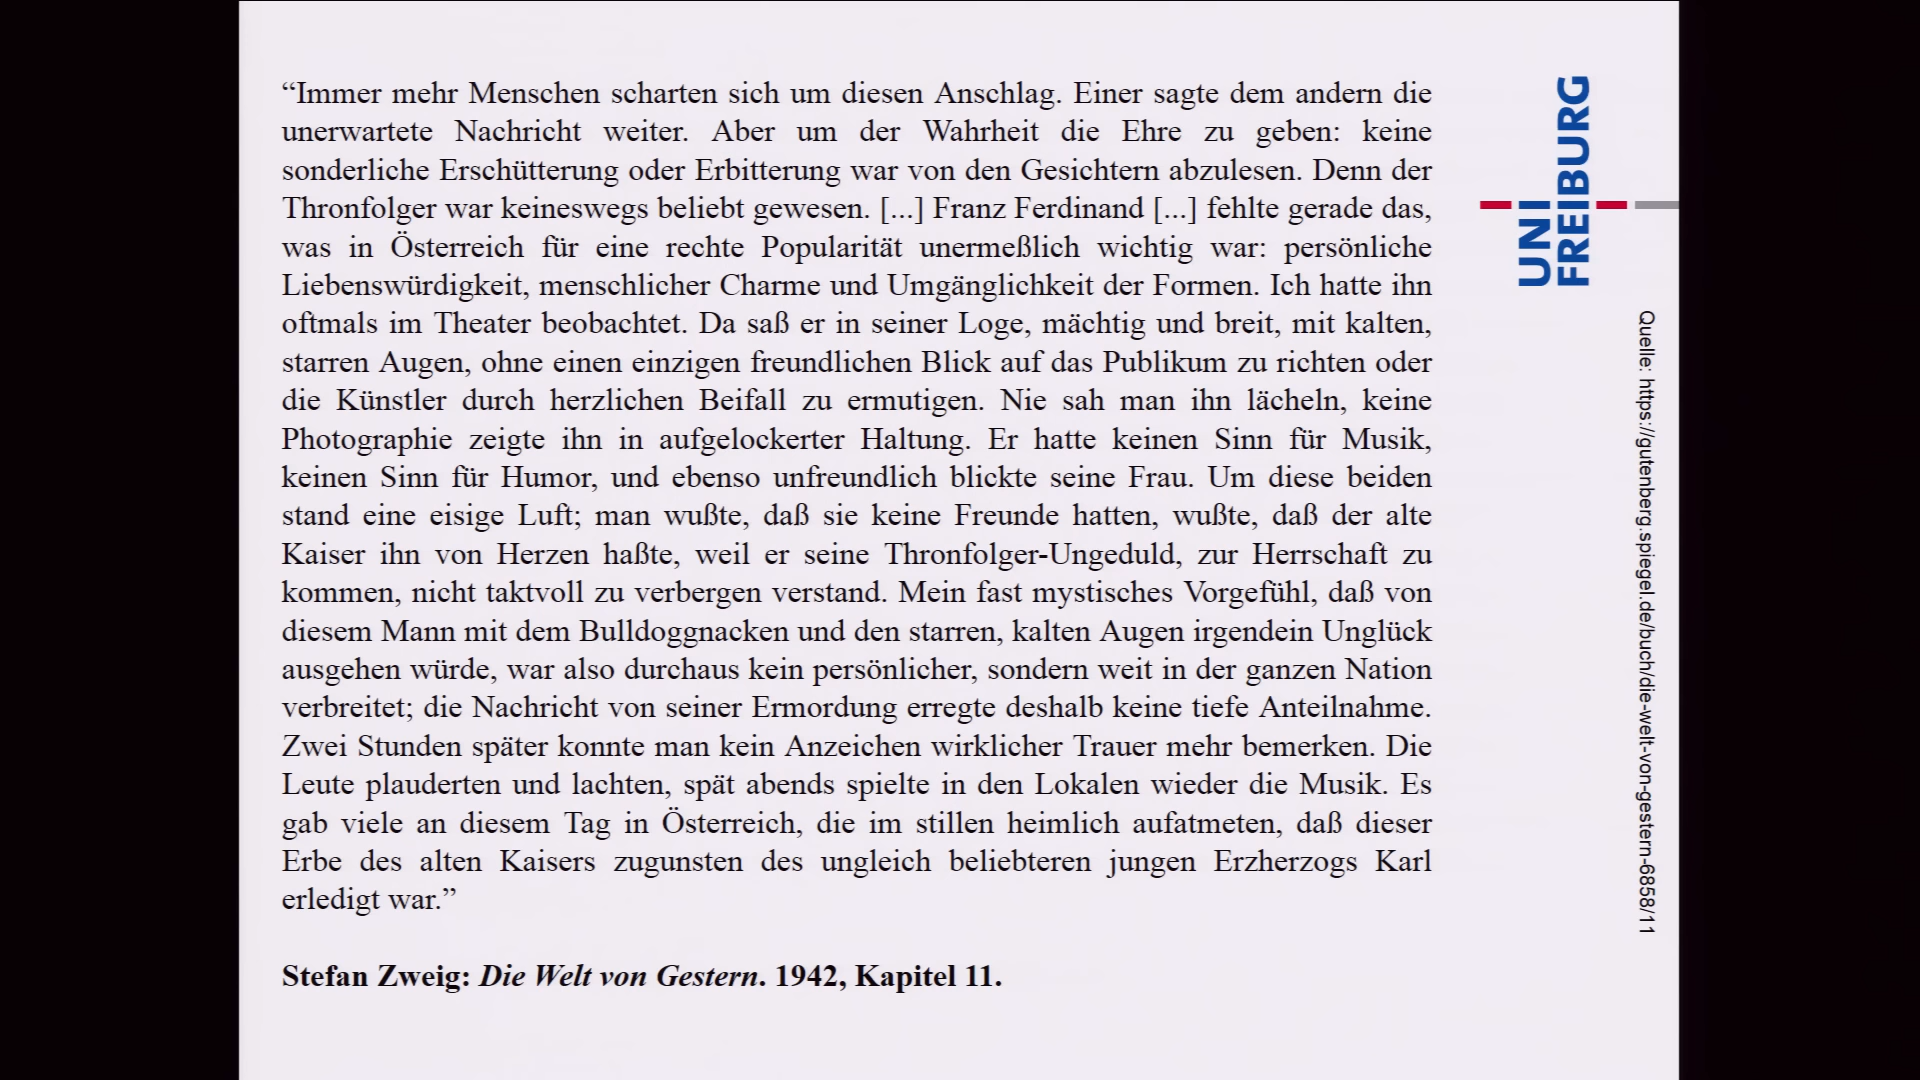 “Immer mehr Menschen scharten sich um diesen Anschlag. Einer sagte dem andern die
unerwartete Nachricht weiter. Aber um der Wahrheit die Ehre zu geben: keine
sonderliche Erschütterung oder Erbitterung war von den Gesichtern abzulesen. Denn der
Thronfolger war keineswegs beliebt gewesen. [...] Franz Ferdinand [...] fehlte gerade das,
was in Österreich für eine rechte Popularität unermeßlich wichtig war: persönliche
Liebenswürdigkeit, menschlicher Charme und Umgänglichkeit der Formen. Ich hatte ihn
oftmals im Theater beobachtet. Da saß er in seiner Loge, mächtig und breit, mit kalten,
starren Augen, ohne einen einzigen freundlichen Blick auf das Publikum zu richten oder
die Künstler durch herzlichen Beifall zu ermutigen. Nie sah man ihn lächeln, keine
Photographie zeigte ihn in aufgelockerter Haltung. Er hatte keinen Sinn für Musik,
keinen Sinn für Humor, und ebenso unfreundlich blickte seine Frau. Um diese beiden
stand eine eisige Luft; man wußte, daß sie keine Freunde hatten, wußte, daß der alte
Kaiser ihn von Herzen haßte, weil er seine Thronfolger-Ungeduld, zur Herrschaft zu
kommen, nicht taktvoll zu verbergen verstand. Mein fast mystisches Vorgefühl, daß von
diesem Mann mit dem Bulldoggnacken und den starren, kalten Augen irgendein Unglück
ausgehen würde, war also durchaus kein persönlicher, sondern weit in der ganzen Nation
verbreitet; die Nachricht von seiner Ermordung erregte deshalb keine tiefe Anteilnahme.
Zwei Stunden später konnte man kein Anzeichen wirklicher Trauer mehr bemerken. Die
Leute plauderten und lachten, spät abends spielte in den Lokalen wieder die Musik. Es
gab viele an diesem Tag in Österreich, die im stillen heimlich aufatmeten, daß dieser
Erbe des alten Kaisers zugunsten des ungleich beliebteren jungen Erzherzogs Karl
erledigt war.”
Stefan Zweig: Die Welt von Gestern. 1942, Kapitel 11.
UNI
FREIBURG
Quelle: https://gutenberg.spiegel.de/buch/die-welt-von-gestern-6858/11